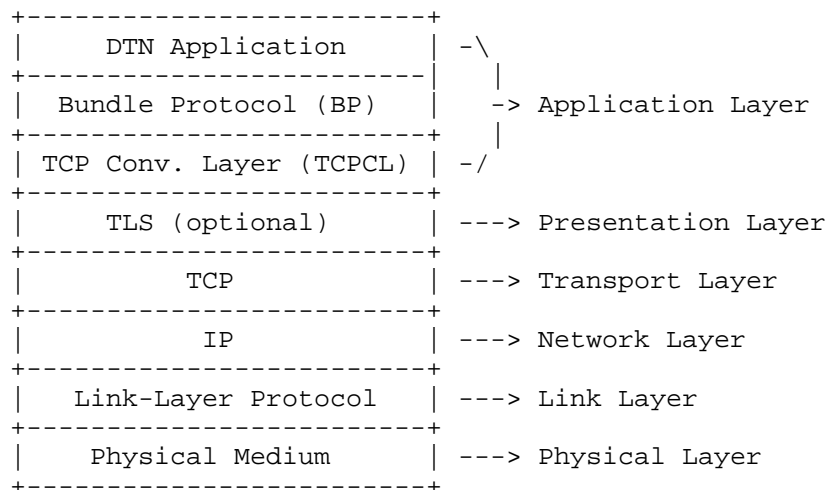 +-------------------------+
|     DTN Application     | -\
+-------------------------|   |
|  Bundle Protocol (BP)   |   -> Application Layer
+-------------------------+   |
| TCP Conv. Layer (TCPCL) | -/
+-------------------------+
|     TLS (optional)      | ---> Presentation Layer
+-------------------------+
|          TCP            | ---> Transport Layer
+-------------------------+
|           IP            | ---> Network Layer
+-------------------------+
|   Link-Layer Protocol   | ---> Link Layer
+-------------------------+
|    Physical Medium      | ---> Physical Layer
+-------------------------+